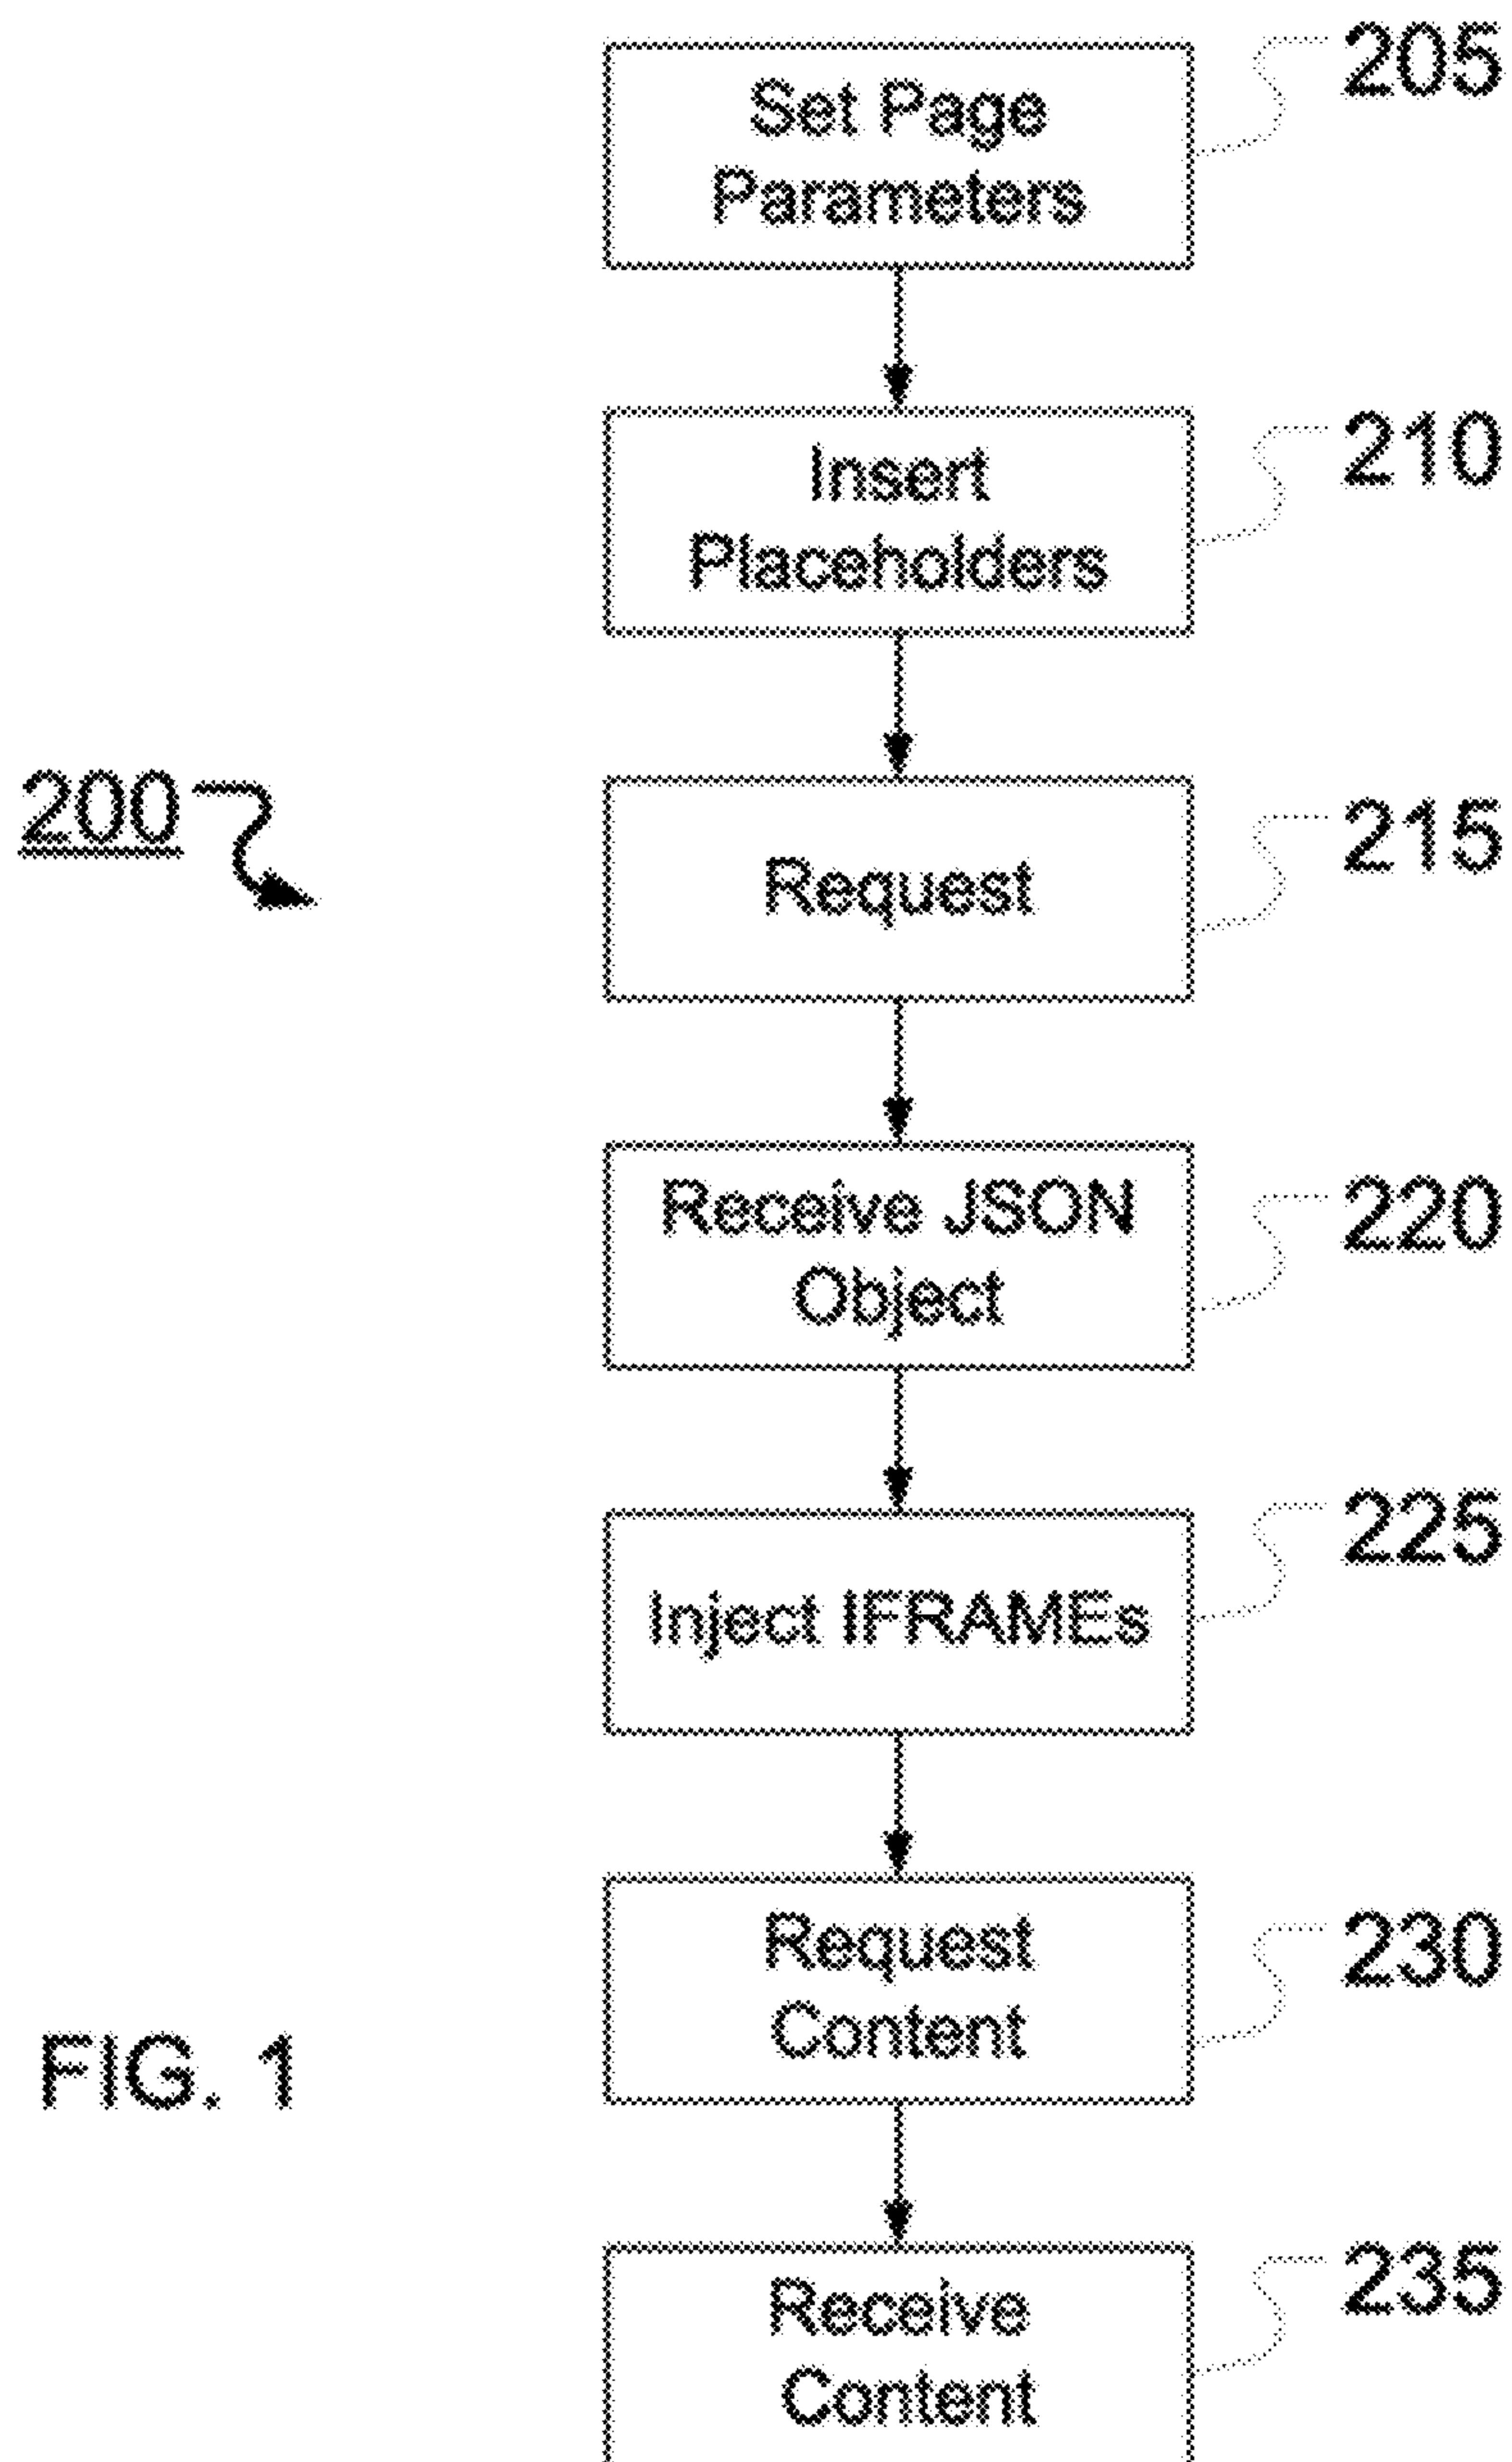 205
Set Page
Parameters
210
Insert
Placeholders
200
215
Request
220
Receive JSON
Object
225
Inject IFRAMEs
230
Request
Content
FIG. 1
235
Receive
Content